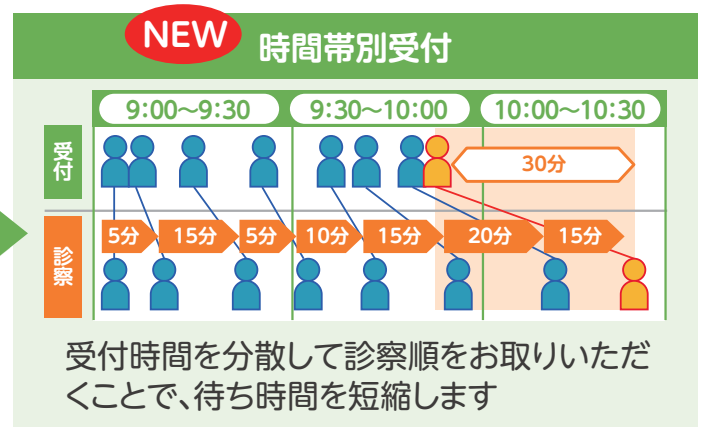 NEW 時間帯別受付
9:00〜9:30 9:30〜10:00 10:00〜10:30
受付
30分
診察
5分 15分 5分 10分 15分 20分 15分
受付時間を分散して診察順をお取りいただ
くことで、待ち時間を短縮します